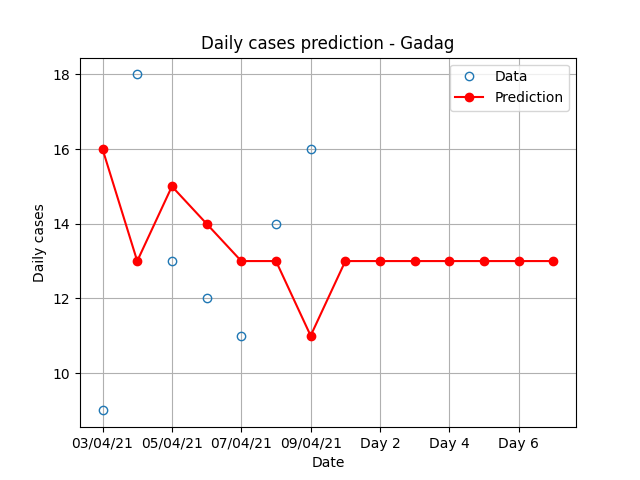 Daily cases prediction - Gadag
Data
Prediction
Daily cases
18
16
14
12
10
03/04/21 05/04/21 07/04/21 09/04/21 Day 2 Day 4 Day 6
Date